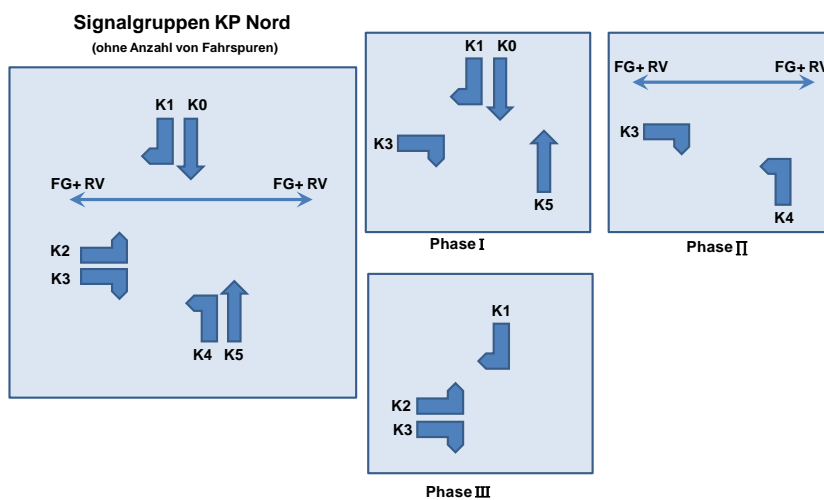 Signalgruppen KP Nord
(ohne Anzahl von Fahrspuren)
K1 K0
FG+ RV FG+ RV
K2
K3
K4 K5
K1 K0
K3
K5
Phase I
FG+ RV FG+ RV
K3
K4
Phase II
K1
K2
K3
Phase III